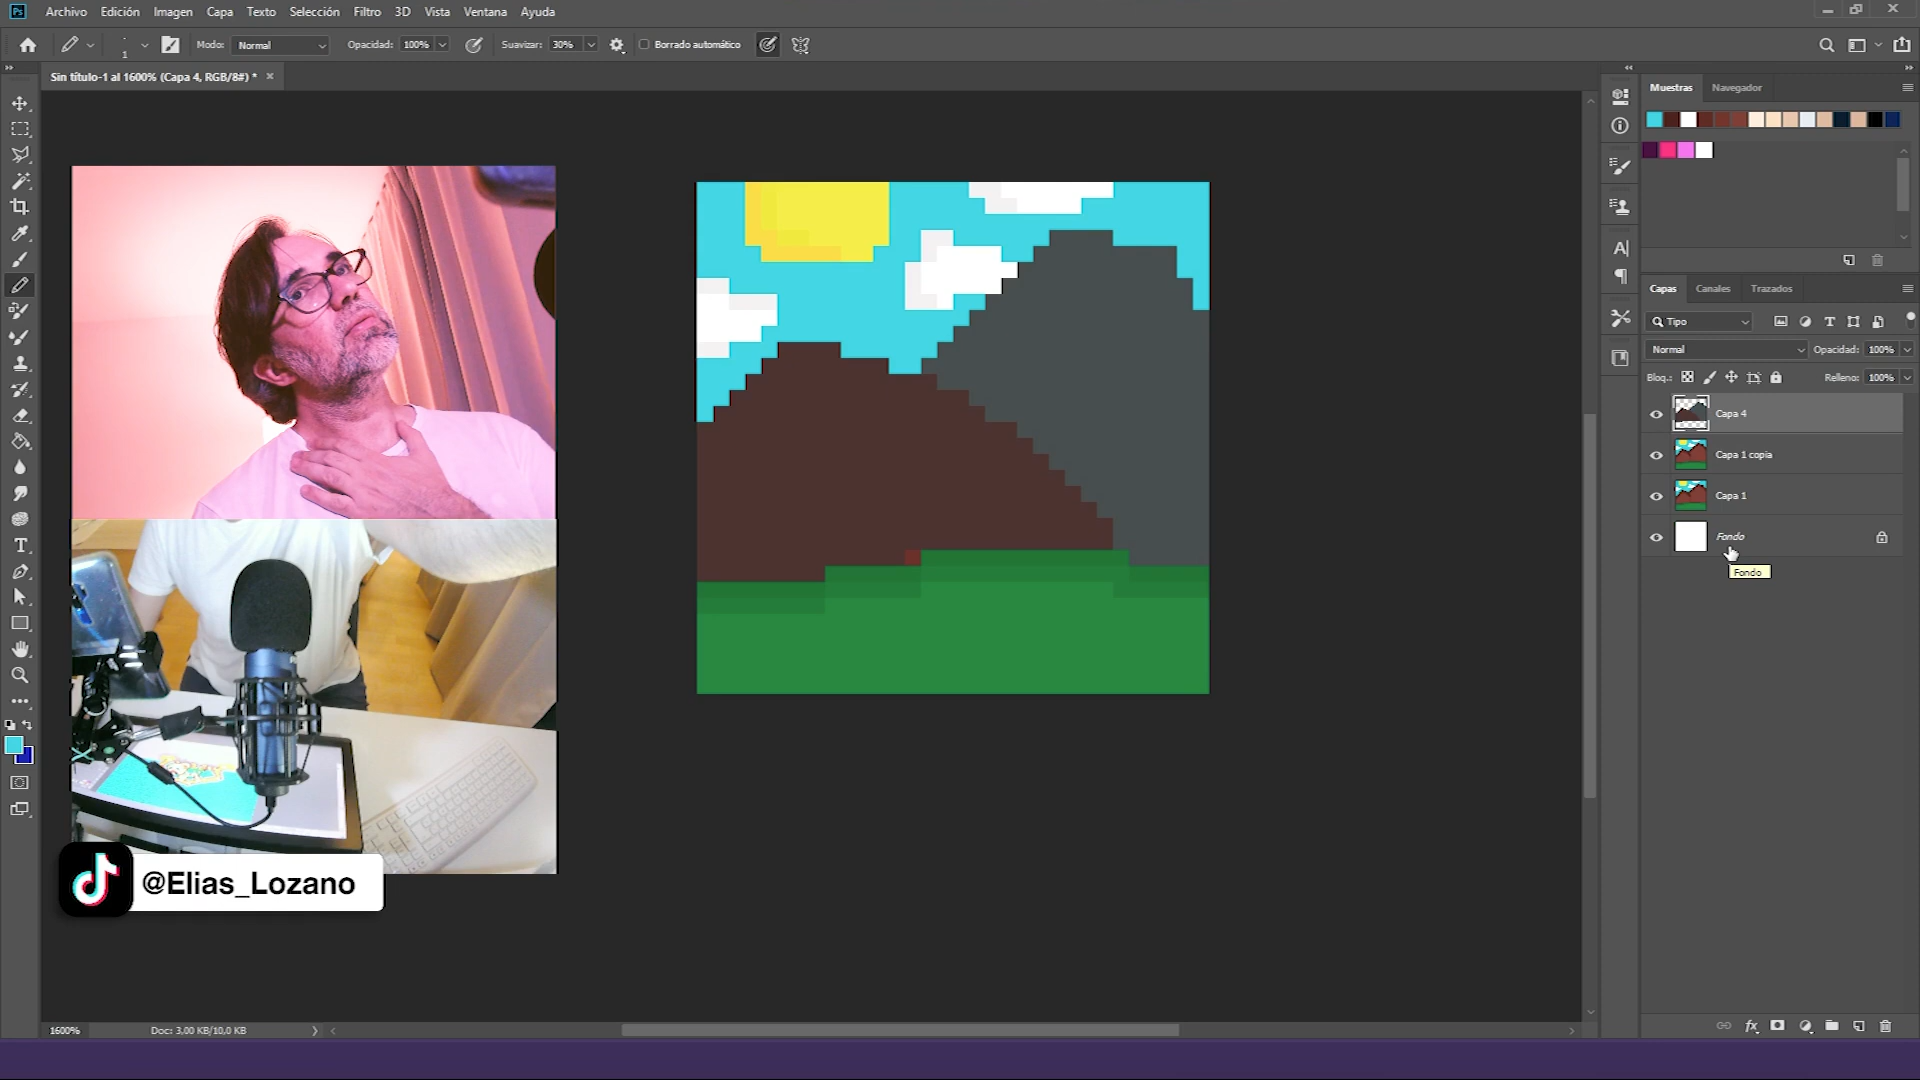 Ps Archivo Edición Imagen Capa Texto Selección Filtro 3D Vista Ventana Ayuda
1 Modo: Normal Opacidad: 100% Suavizar: 30% Borrado automático
Sin título-1 al 1600% (Capa 4, RGB/8#) *
Muestras Navegador
Capas Canales Trazados
Tipo
Normal Opacidad: 100%
Bloq.: Relleno: 100%
Capa 4
Capa 1 copia
Capa 1
Fondo
Fondo
@Elias_Lozano
1600% Doc: 3,00 KB/10,0 KB